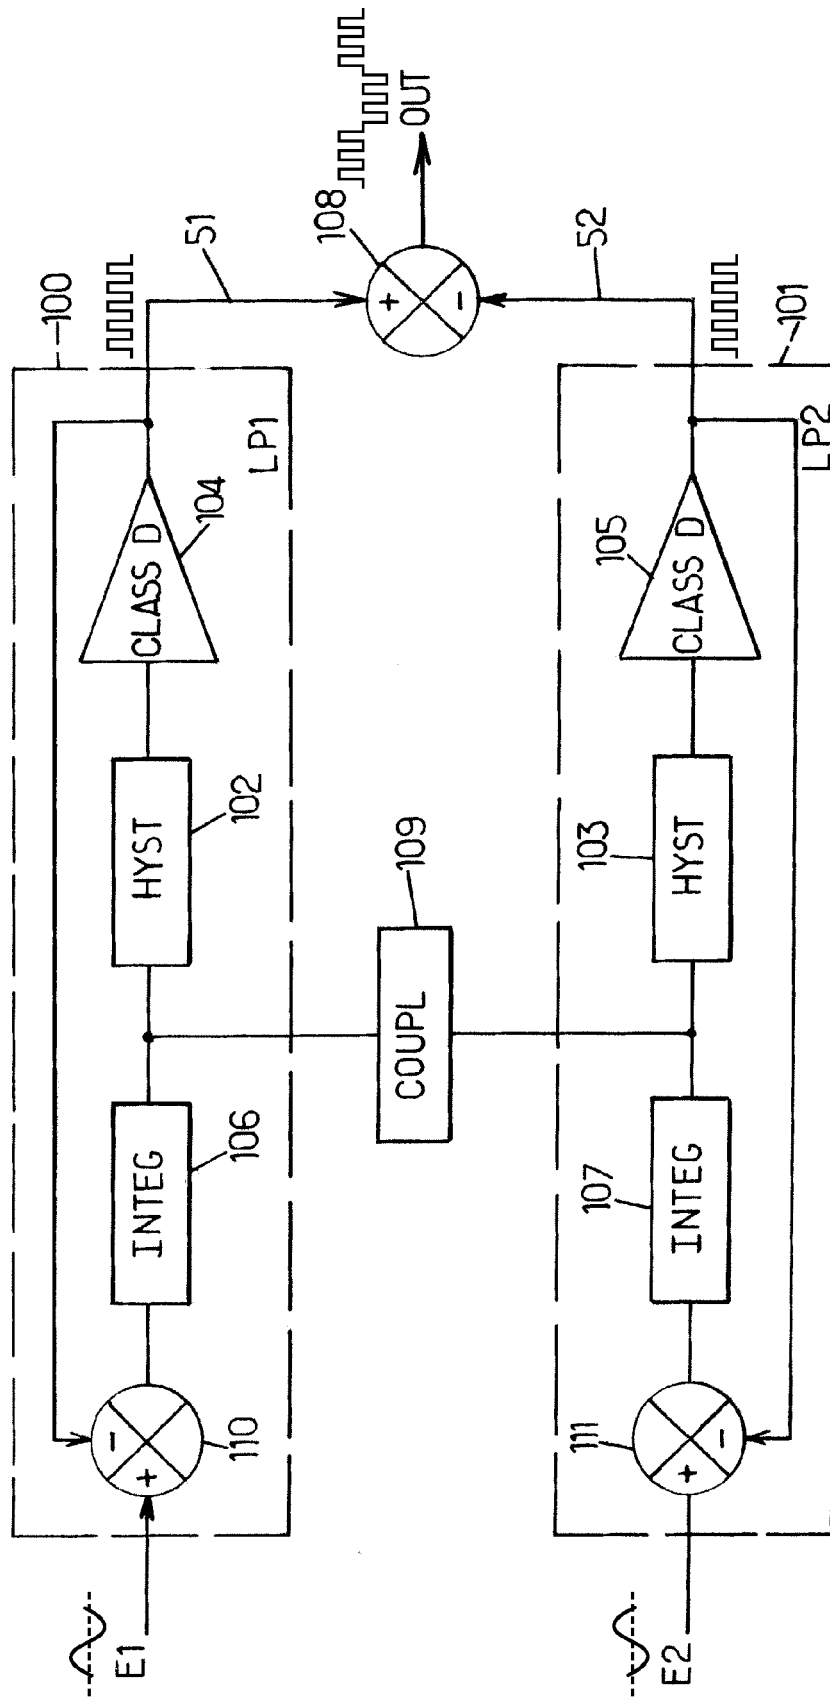 100
E1
+
-
110
INTEG
106
HYST
102
CLASS D
104
LP1
51
+
-
108
OUT
COUPL
109
52
E2
+
-
111
INTEG
107
HYST
103
CLASS D
105
LP2
101